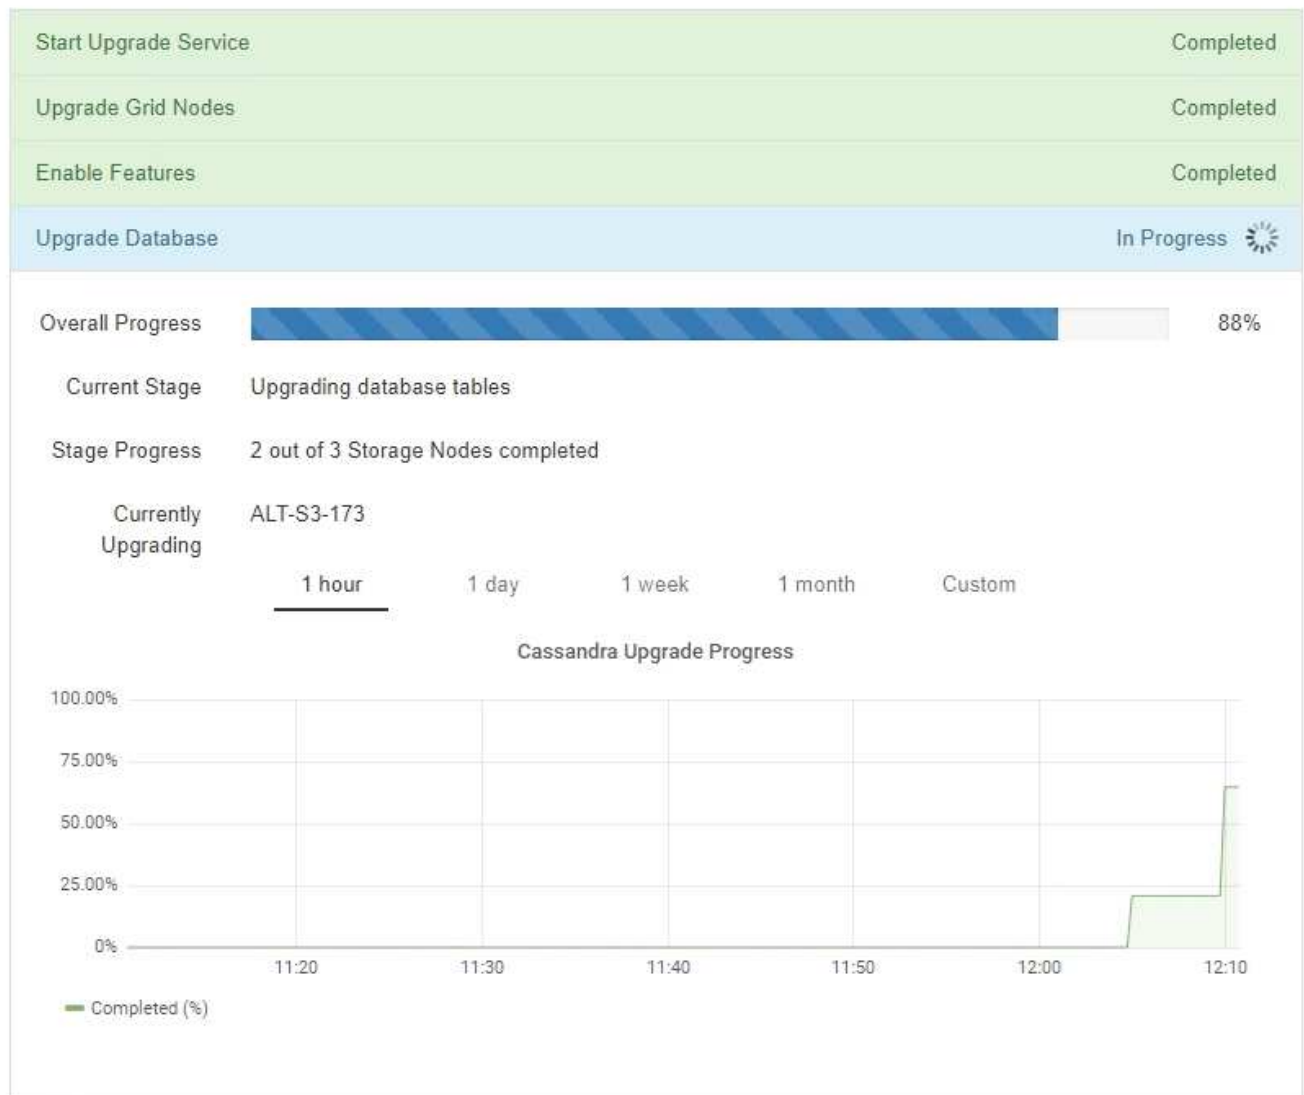 Start Upgrade Service Completed
Upgrade Grid Nodes Completed
Enable Features Completed
Upgrade Database In Progress
Overall Progress 88%
Current Stage Upgrading database tables
Stage Progress 2 out of 3 Storage Nodes completed
Currently ALT-S3-173
Upgrading
1 hour 1 day 1 week 1 month Custom
Cassandra Upgrade Progress
100.00%
75.00%
50.00%
25.00%
0%
11:20 11:30 11:40 11:50 12:00 12:10
Completed (%)